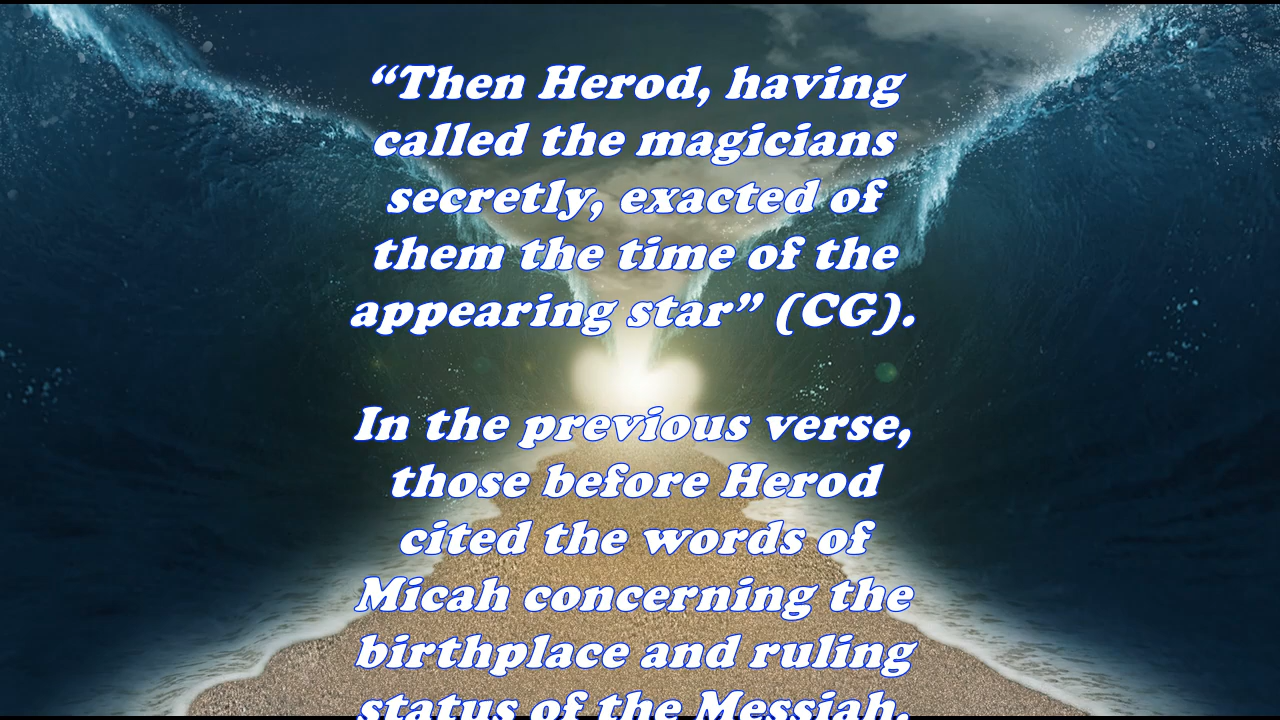 “Then Herod, having
called the magicians
secretly, exacted of
them the time of the
appearing star” (CG).
In the previous verse,
those before Herod
cited the words of
Micah concerning the
birthplace and ruling
status of the Messiah.